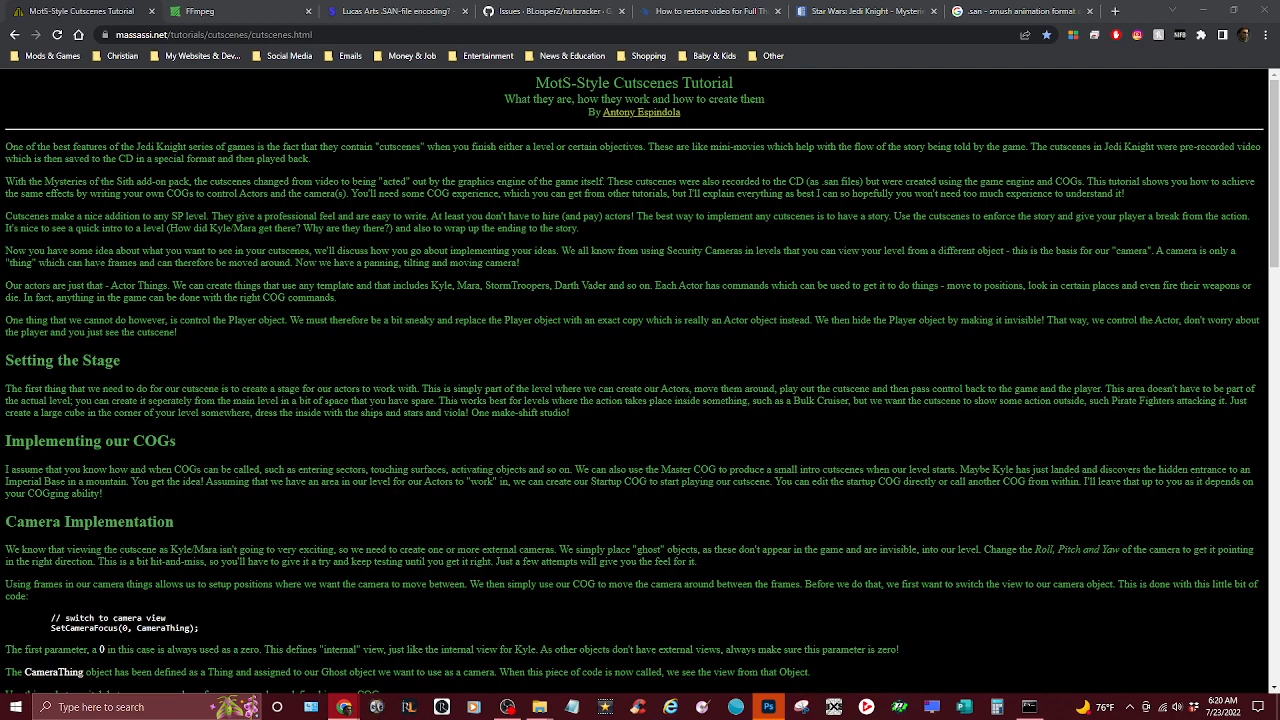 MotS-Style Cutscenes Tutorial
FFmpeg
Lucas Arts.SAN-file encoding?
GitHub - Benoz/nutcracker - G
How to restore video full Th
Star Wars Jedi Knight - Myster
san smush animation format -
massassian.net/tutorials/cutscenes/cutscenes.html
Mods & Games
Christian
My Websites & Dev...
Social Media
Emails
Money & Job
Entertainment
News & Education
Shopping
Baby & Kids
Other
MotS-Style Cutscenes Tutorial
What they are, how they work and how to create them
By Antony Espindola
One of the best features of the Jedi Knight series of games is the fact that they contain "cutscenes" when you finish either a level or certain objectives. These are like mini-movies which help with the flow of the story being told by the game. The cutscenes in Jedi Knight were pre-recorded video
which is then saved to the CD in a special format and then played back.
With the Mysteries of the Sith add-on pack, the cutscenes changed from video to being "acted" out by the graphics engine of the game itself. These cutscenes were also recorded to the CD (as .san files) but were created using the game engine and COGs. This tutorial shows you how to achieve
the same effects by writing your own COGs to control Actors and the camera(s). You'll need some COG experience, which you can get from other tutorials, but I'll explain everything as best I can so hopefully you won't need too much experience to understand it!
Cutscenes make a nice addition to any SP level. They give a professional feel and are easy to write. At least you don't have to hire (and pay) actors! The best way to implement any cutscenes is to have a story. Use the cutscenes to enforce the story and give your player a break from the action.
It's nice to see a quick intro to a level (How did Kyle/Mara get there? Why are they there?) and also to wrap up the ending to the story.
Now you have some idea about what you want to see in your cutscenes, we'll discuss how you go about implementing your ideas. We all know from using Security Cameras in levels that you can view your level from a different object - this is the basis for our "camera". A camera is only a
"thing" which can have frames and can therefore be moved around. Now we have a panning, tilting and moving camera!
Our actors are just that - Actor Things. We can create things that use any template and that includes Kyle, Mara, StormTroopers, Darth Vader and so on. Each Actor has commands which can be used to get it to do things - move to positions, look in certain places and even fire their weapons or
die. In fact, anything in the game can be done with the right COG commands.
One thing that we cannot do however, is control the Player object. We must therefore be a bit sneaky and replace the Player object with an exact copy which is really an Actor object instead. We then hide the Player object by making it invisible! That way, we control the Actor, don't worry about
the player and you just see the cutscene!
Setting the Stage
The first thing that we need to do for our cutscene is to create a stage for our actors to work with. This is simply part of the level where we can create our Actors, move them around, play out the cutscene and then pass control back to the game and the player. This area doesn't have to be part of
the actual level; you can create it seperately from the main level in a bit of space that you have spare. This works best for levels where the action takes place inside something, such as a Bulk Cruiser, but we want the cutscene to show some action outside, such Pirate Fighters attacking it. Just
create a large cube in the corner of your level somewhere, dress the inside with the ships and stars and viola! One make-shift studio!
Implementing our COGs
I assume that you know how and when COGs can be called, such as entering sectors, touching surfaces, activating objects and so on. We can also use the Master COG to produce a small intro cutscenes when our level starts. Maybe Kyle has just landed and discovers the hidden entrance to an
Imperial Base in a mountain. You get the idea! Assuming that we have an area in our level for our Actors to "work" in, we can create our Startup COG to start playing our cutscene. You can edit the startup COG directly or call another COG from within. I'll leave that up to you as it depends on
your COGging ability!
Camera Implementation
We know that viewing the cutscene as Kyle/Mara isn't going to very exciting, so we need to create one or more external cameras. We simply place "ghost" objects, as these don't appear in the game and are invisible, into our level. Change the Roll, Pitch and Yaw of the camera to get it pointing
in the right direction. This is a bit hit-and-miss, so you'll have to give it a try and keep testing until you get it right. Just a few attempts will give you the feel for it.
Using frames in our camera things allows us to setup positions where we want the camera to move between. We then simply use our COG to move the camera around between the frames. Before we do that, we first want to switch the view to our camera object. This is done with this little bit of
code:
// switch to camera view
SetCameraFocus(0, CameraThing);
The first parameter, a 0 in this case is always used as a zero. This defines "internal" view, just like the internal view for Kyle. As other objects don't have external views, always make sure this parameter is zero!
The CameraThing object has been defined as a Thing and assigned to our Ghost object we want to use as a camera. When this piece of code is now called, we see the view from that Object.
Type here to search
76°F
6:20 AM
7/23/2022